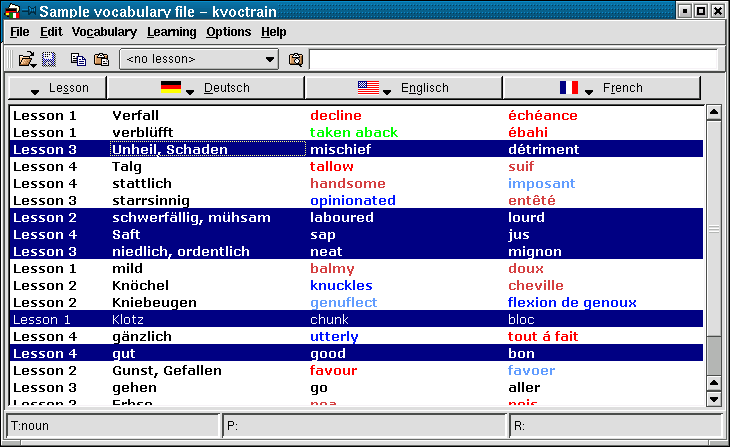 Sample vocabulary file – kvoctrain
File Edit Vocabulary Learning Options Help
<no lesson>
Lesson Deutsch Englisch French
Lesson 1 Verfall decline échéance
Lesson 1 verblüfft taken aback ébahi
Lesson 3 Unheil, Schaden mischief détriment
Lesson 4 Talg tallow suif
Lesson 4 stattlich handsome imposant
Lesson 3 starrsinnig opinionated entêté
Lesson 2 schwerfällig, mühsam laboured lourd
Lesson 4 Saft sap jus
Lesson 3 niedlich, ordentlich neat mignon
Lesson 1 mild balmy doux
Lesson 2 Knöchel knuckles cheville
Lesson 2 Kniebeugen genuflect flexion de genoux
Lesson 1 Klotz chunk bloc
Lesson 4 gänzlich utterly tout á fait
Lesson 4 gut good bon
Lesson 2 Gunst, Gefallen favour favoer
Lesson 3 gehen go aller
T:noun P: R: